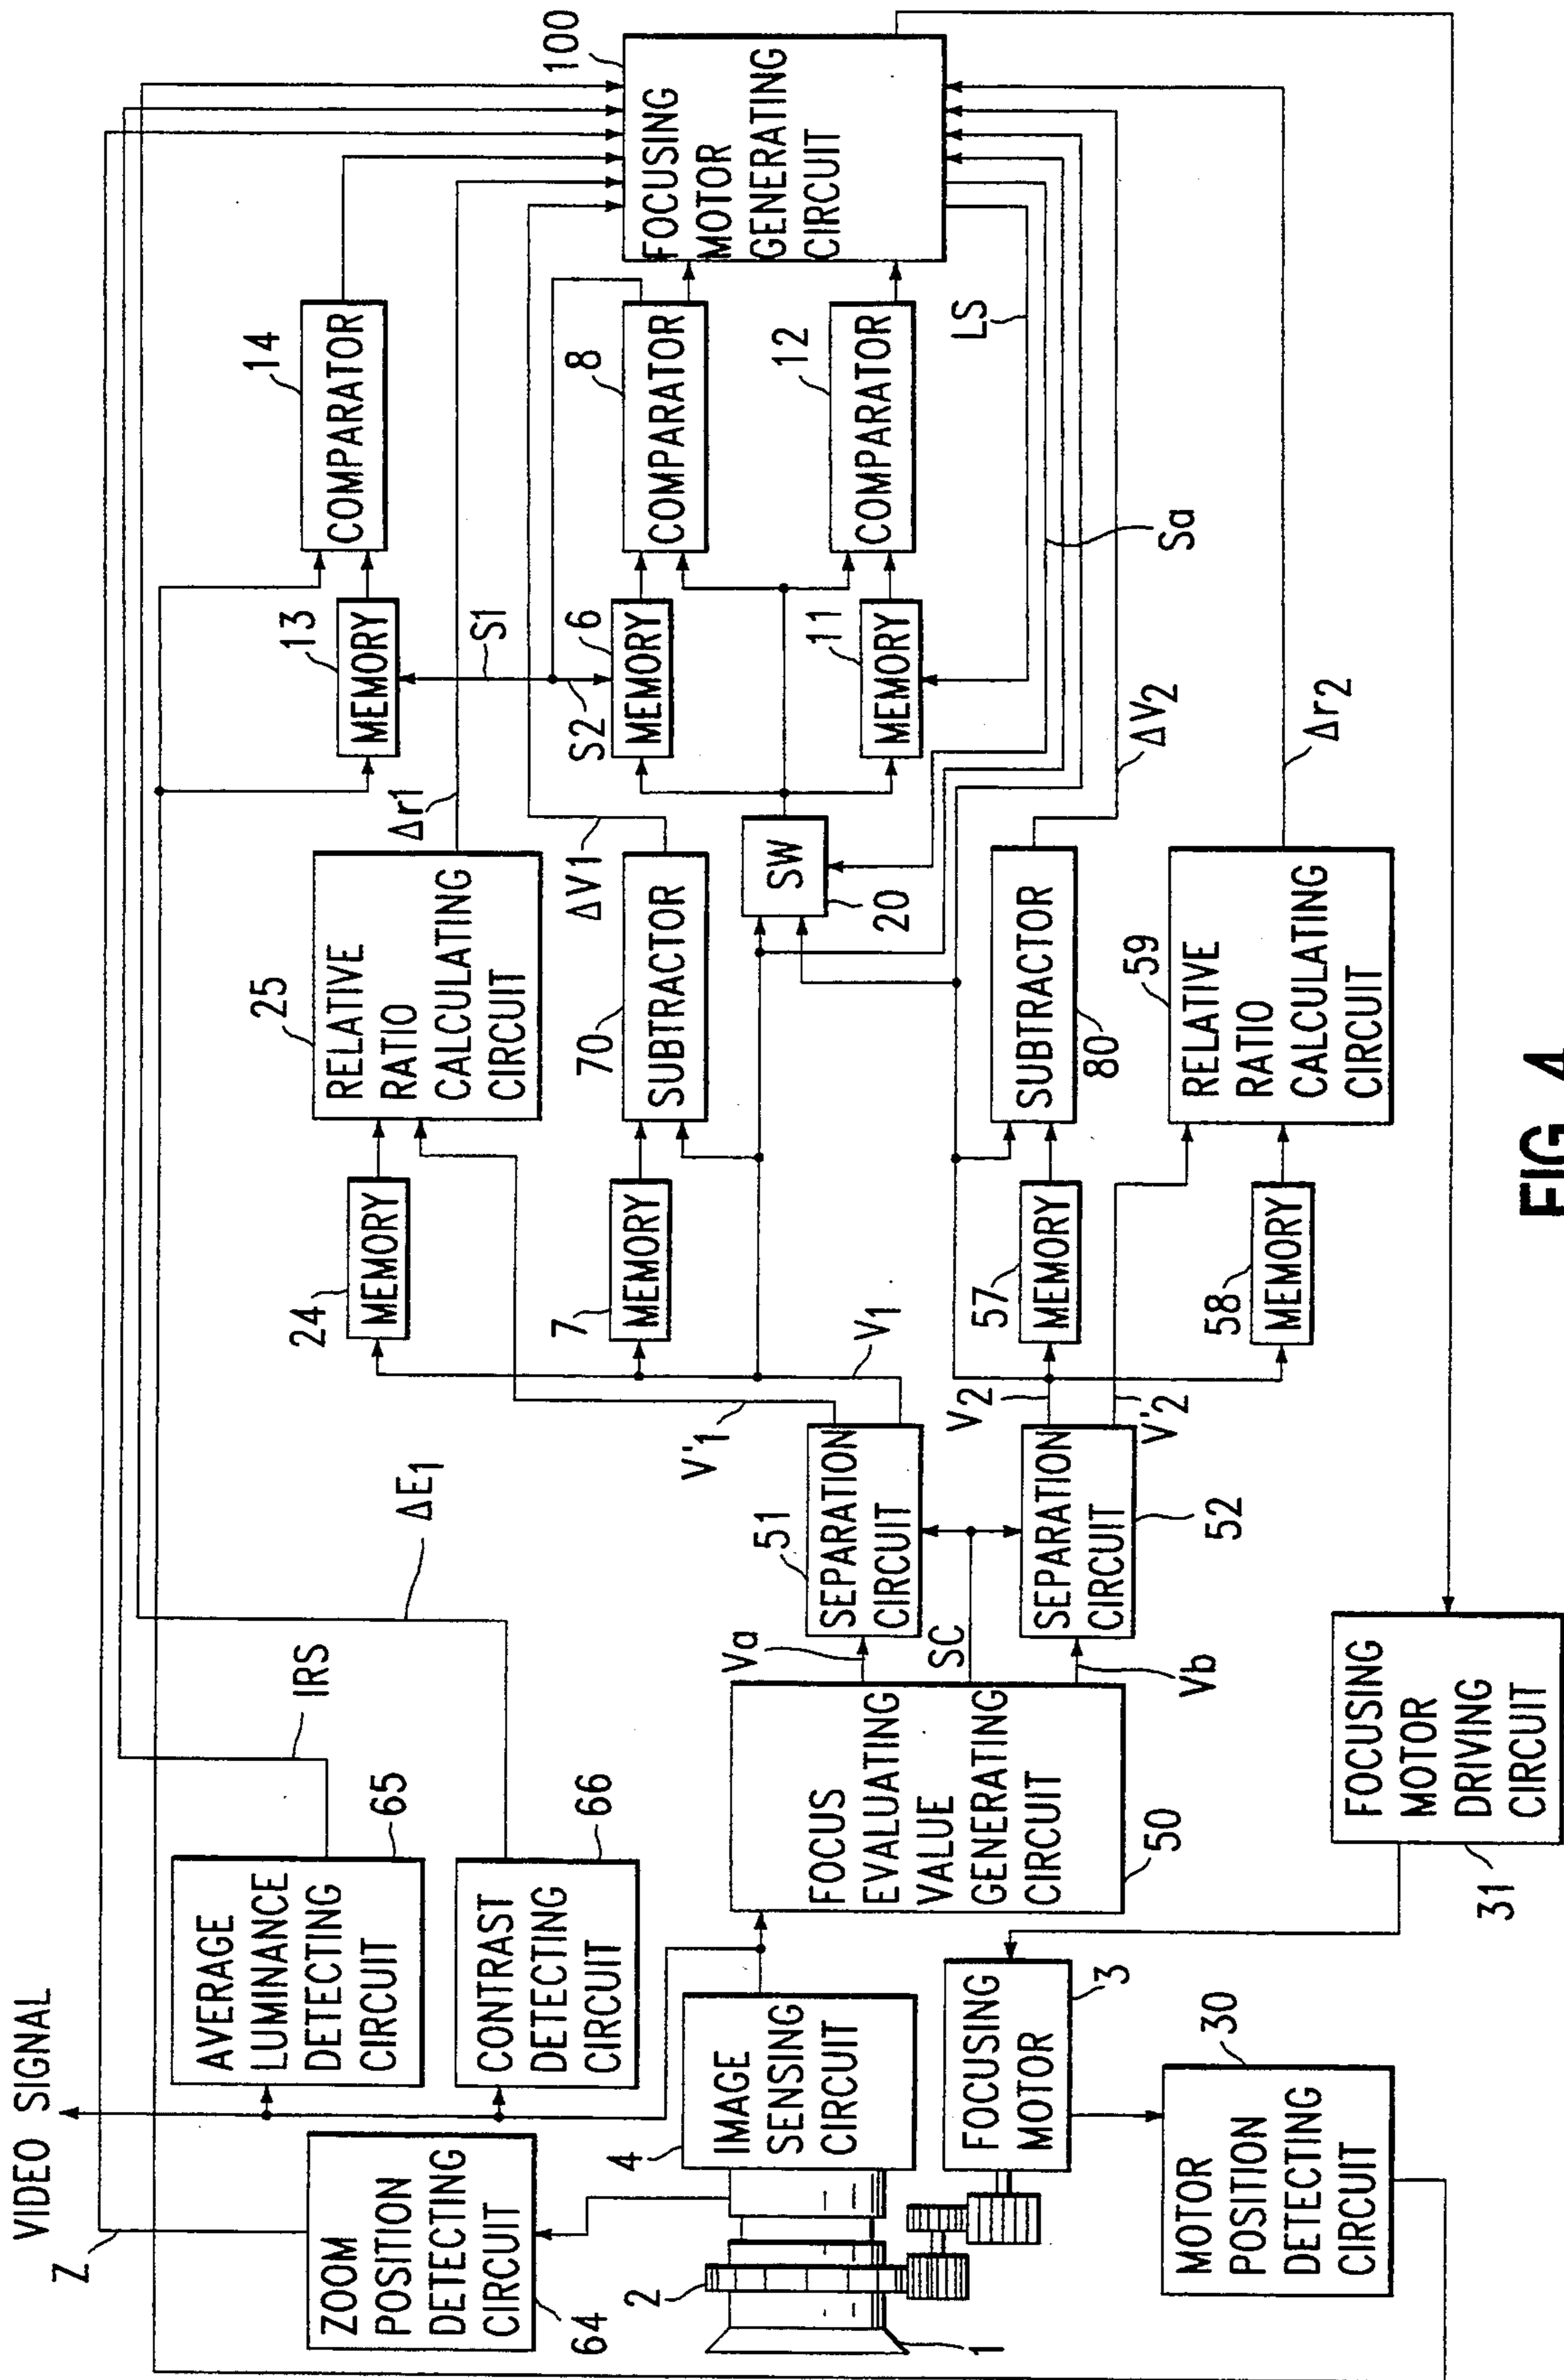 VIDEO SIGNAL
Z
ZOOM
POSITION
DETECTING
CIRCUIT
64
AVERAGE
LUMINANCE
DETECTING
CIRCUIT
65
IRS
CONTRAST
DETECTING
CIRCUIT
66
ΔE1
1
2
4
IMAGE
SENSING
CIRCUIT
FOCUSING
MOTOR
3
MOTOR
POSITION
DETECTING
CIRCUIT
30
FOCUSING
MOTOR
DRIVING
CIRCUIT
31
FOCUS
EVALUATING
VALUE
GENERATING
CIRCUIT
50
Va
SC
Vb
51
SEPARATION
CIRCUIT
SEPARATION
CIRCUIT
52
V'1
V1
V2
V'2
24
MEMORY
7
MEMORY
57
MEMORY
58
MEMORY
25
RELATIVE
RATIO
CALCULATING
CIRCUIT
Δr1
70
SUBTRACTOR
ΔV1
SW
20
SUBTRACTOR
80
ΔV2
59
RELATIVE
RATIO
CALCULATING
CIRCUIT
Δr2
13
MEMORY
S1
S2
6
MEMORY
11
MEMORY
14
COMPARATOR
8
COMPARATOR
12
COMPARATOR
LS
Sa
100
FOCUSING
MOTOR
GENERATING
CIRCUIT
FIG. 4